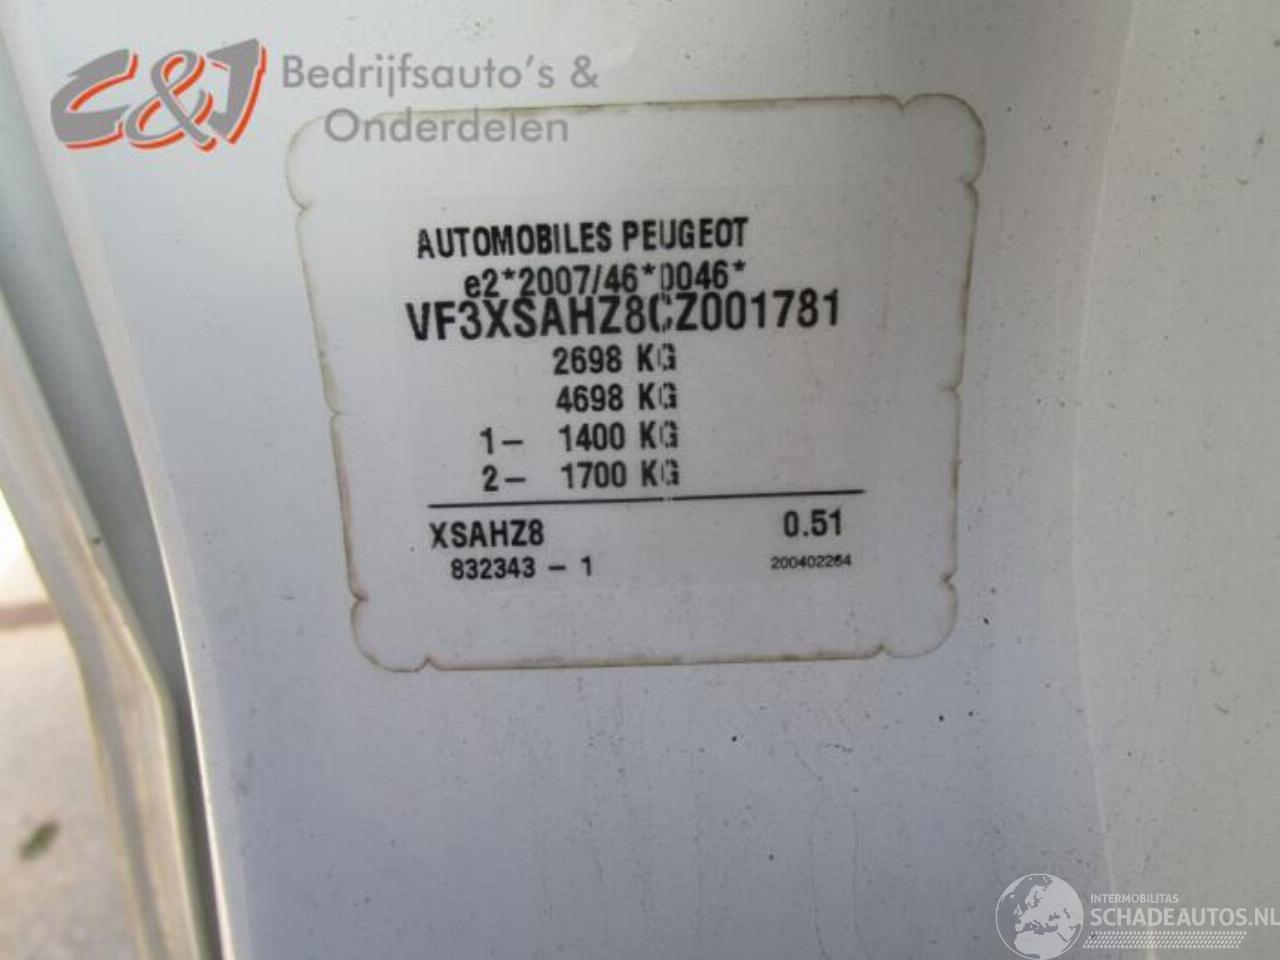 C&J Bedrijfsauto's &
Onderdelen
AUTOMOBILES PEUGEOT
e2*2007/46*0046*
VF3XSAHZ8CZ001781
2698 KG
4698 KG
1- 1400 KG
2- 1700 KG
XSAHZ8 0.51
832343 - 1 200402264
INTERMOBILITAS
SCHADEAUTOS.NL